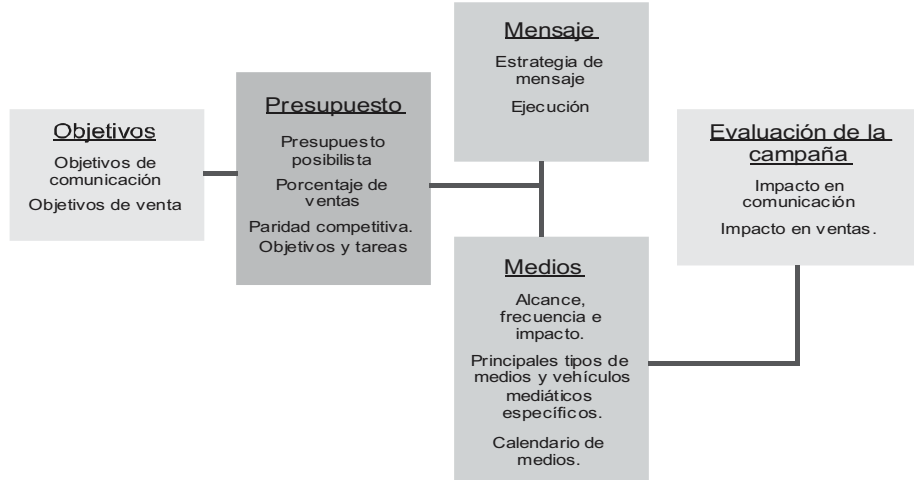 Objetivos
Objetivos de
comunicación
Objetivos de venta
Presupuesto
Presupuesto
posibilista
Porcentaje de
ventas
Paridad competitiva.
Objetivos y tareas
Mensaje
Estrategia de
mensaje
Ejecución
Medios
Alcance,
frecuencia e
impacto.
Principales tipos de
medios y vehículos
mediáticos
específicos.
Calendario de
medios.
Evaluación de la
campaña
Impacto en
comunicación
Impacto en ventas.